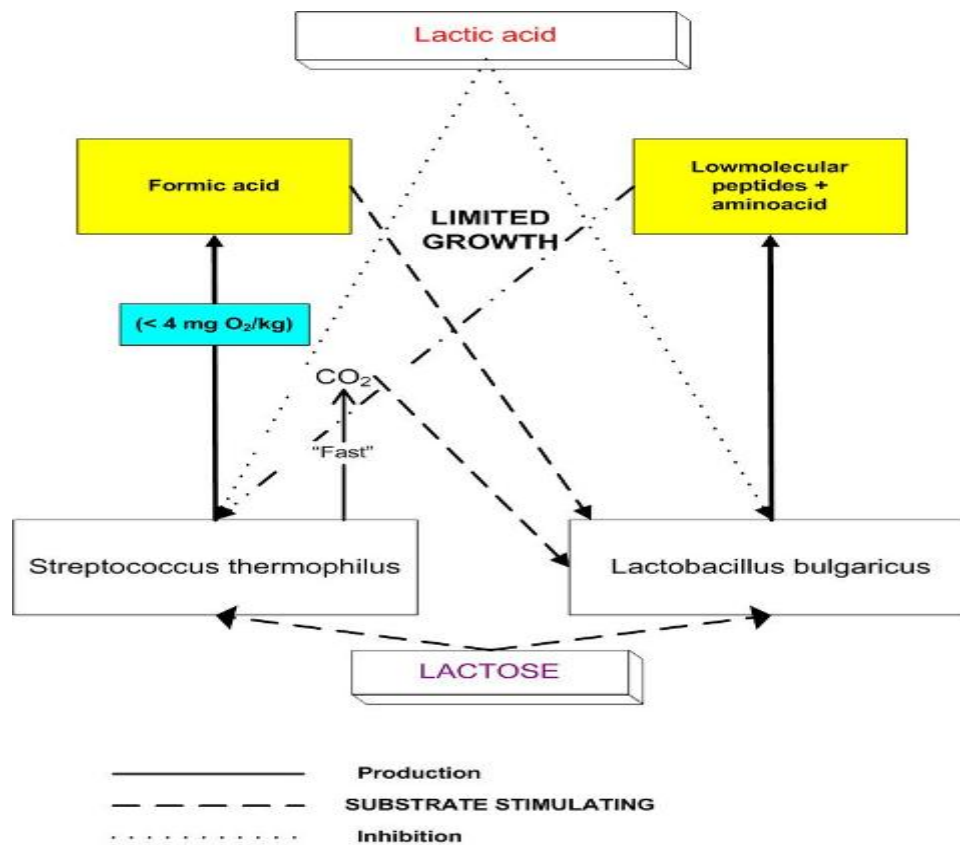 Lactic acid
Formic acid
Lowmolecular
peptides +
aminoacid
LIMITED
GROWTH
(< 4 mg O₂/kg)
CO₂
"Fast"
Streptococcus thermophilus
Lactobacillus bulgaricus
LACTOSE
Production
SUBSTRATE STIMULATING
Inhibition